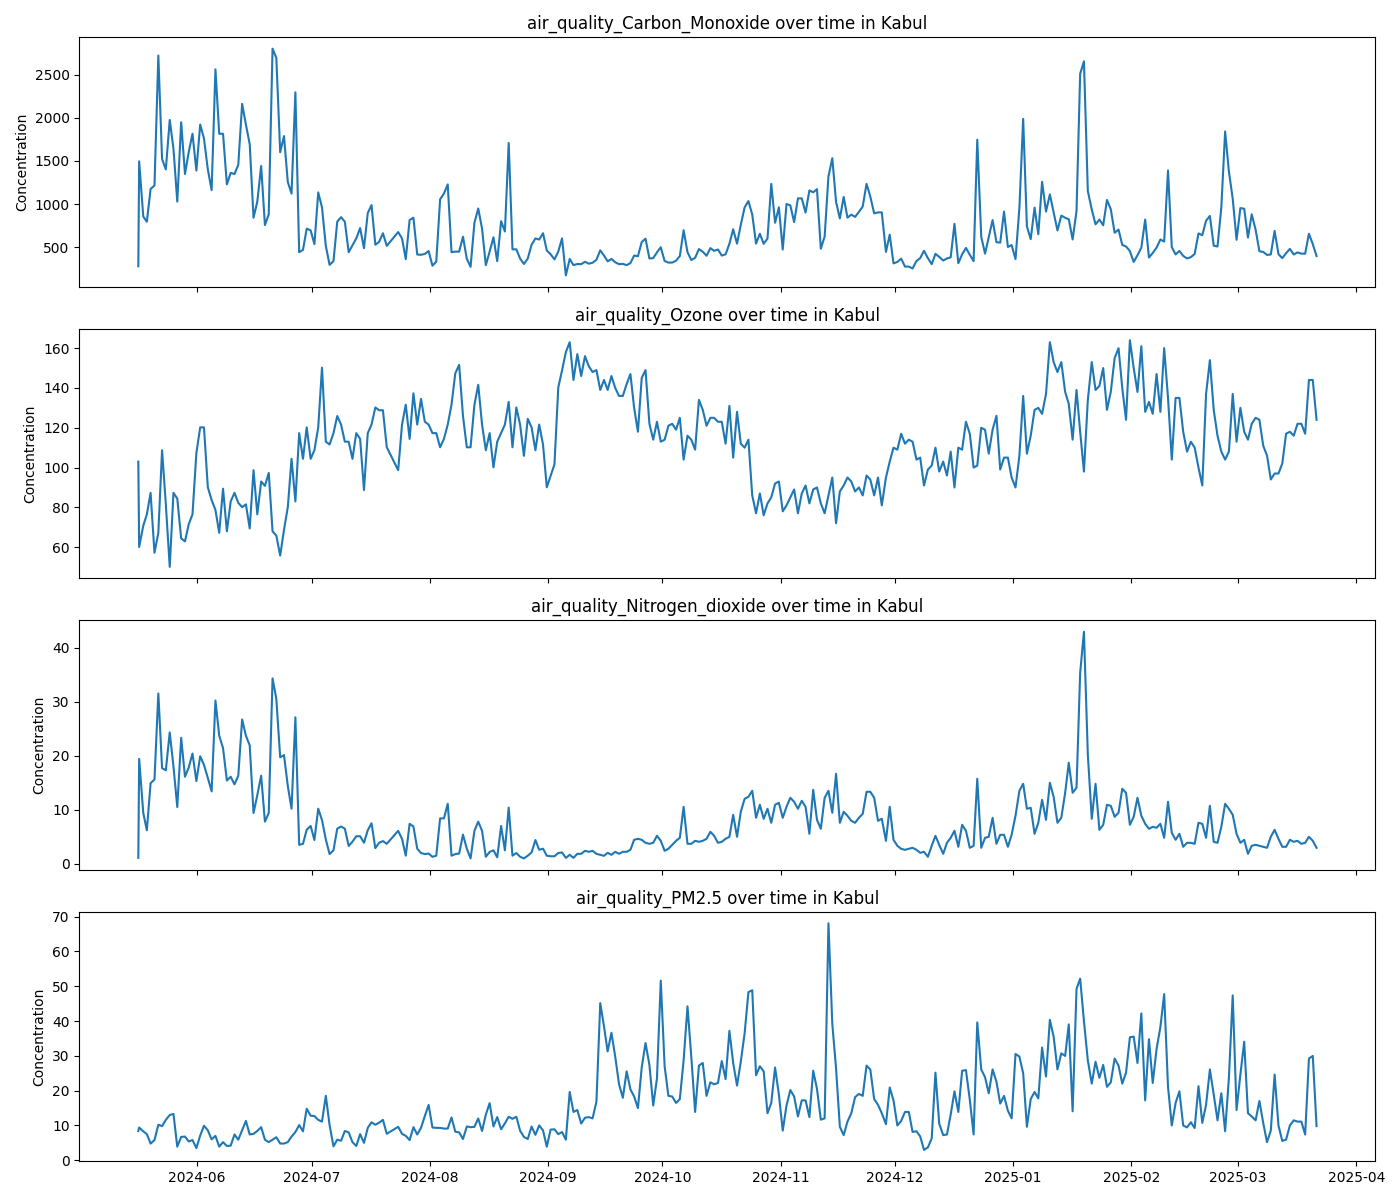 air_quality_Carbon_Monoxide over time in Kabul
2500
2000
1500
1000
500
Concentration
air_quality_Ozone over time in Kabul
160
140
120
100
80
60
Concentration
air_quality_Nitrogen_dioxide over time in Kabul
40
30
20
10
0
Concentration
air_quality_PM2.5 over time in Kabul
70
60
50
40
30
20
10
0
Concentration
2024-06 2024-07 2024-08 2024-09 2024-10 2024-11 2024-12 2025-01 2025-02 2025-03 2025-04